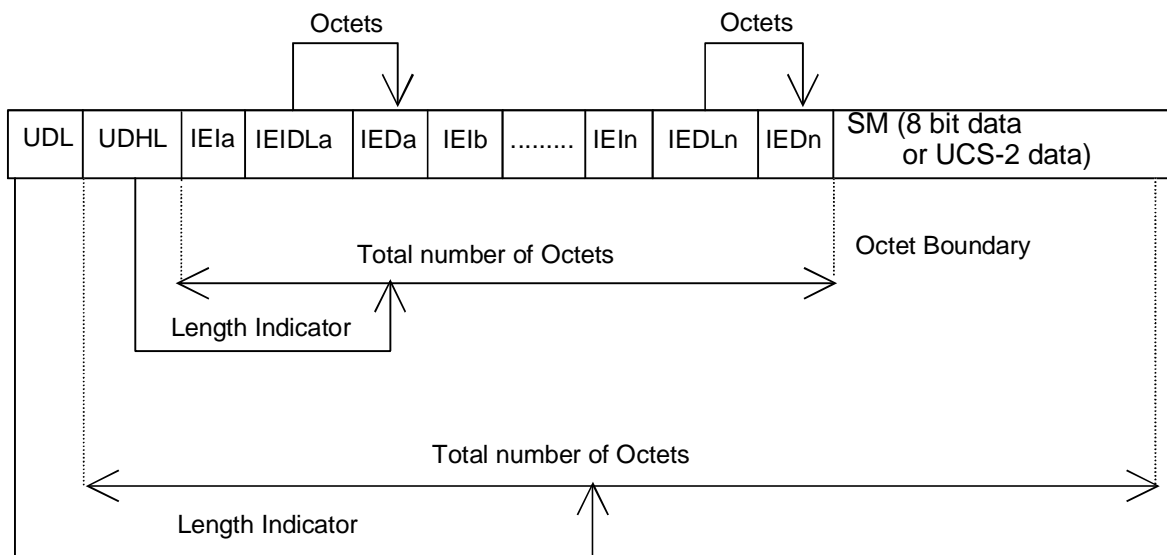 Octets
Octets
UDL
UDHL
IEIa
IEIDLa
IEDa
IEIb
.........
IEIn
IEDLn
IEDn
SM (8 bit data
or UCS-2 data)
Total number of Octets
Octet Boundary
Length Indicator
Total number of Octets
Length Indicator